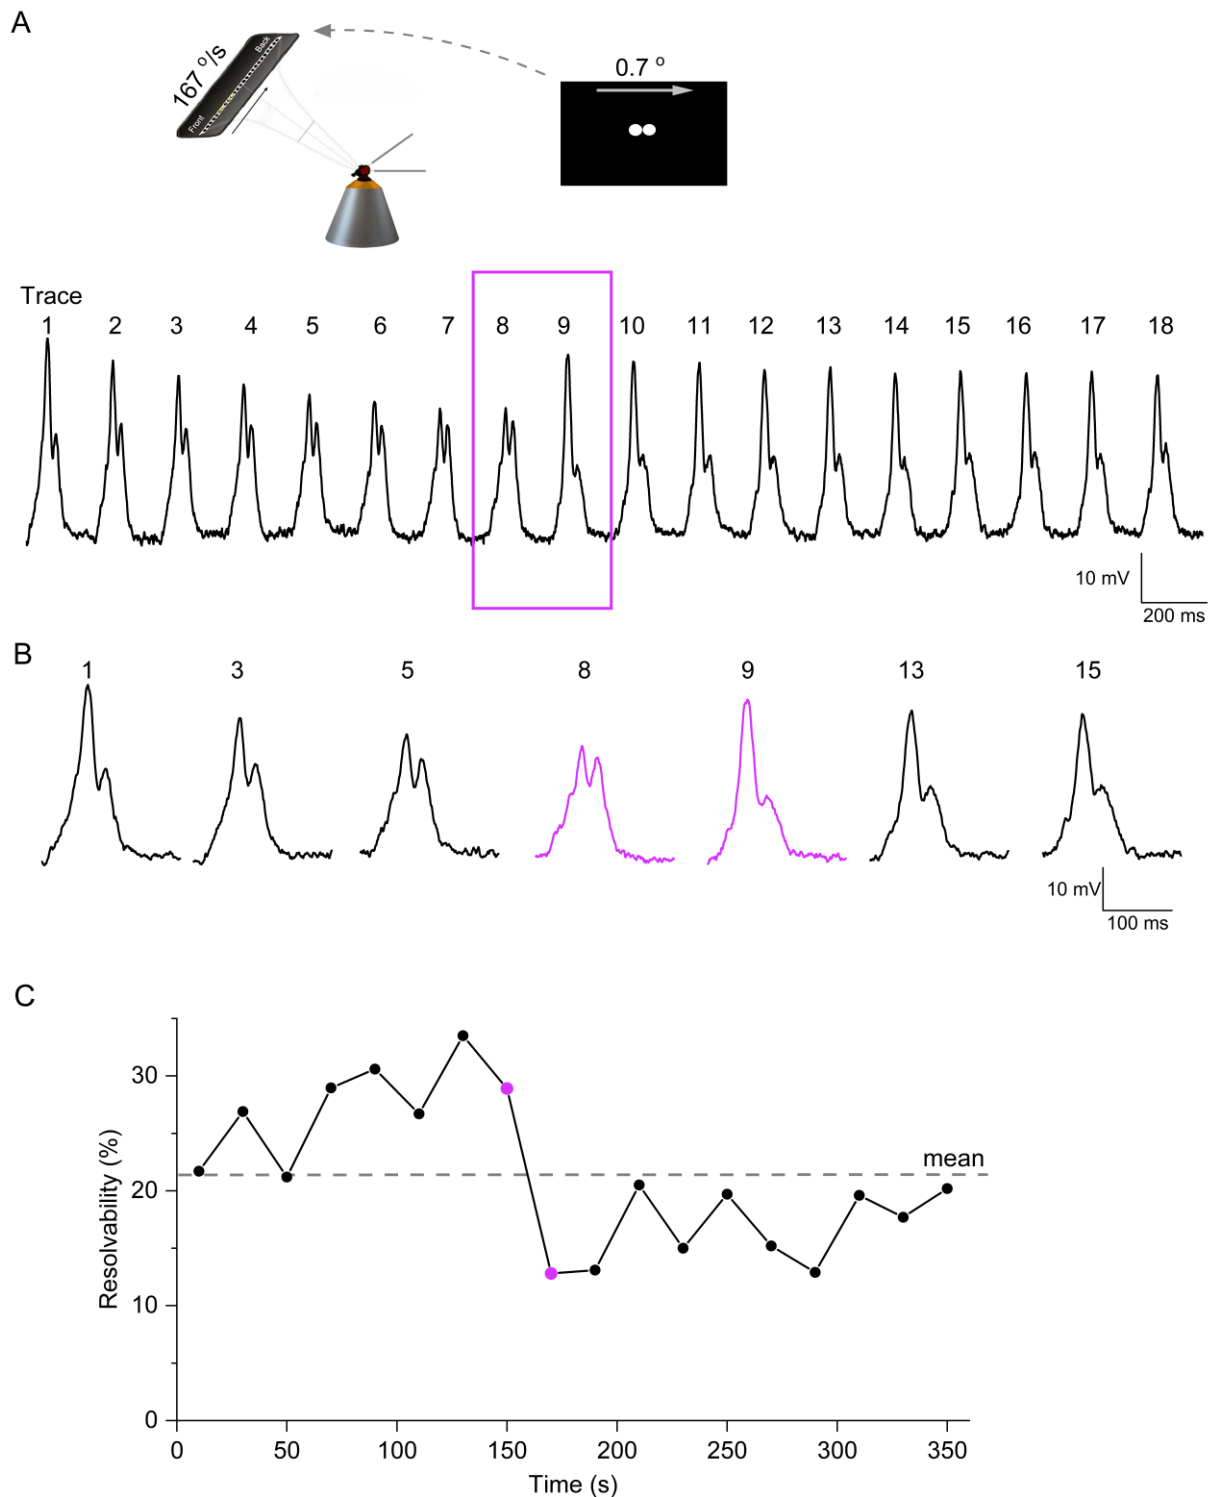 A
167 º/s
Front
Back
0.7 º
Trace
1 2 3 4 5 6 7 8 9 10 11 12 13 14 15 16 17 18
10 mV
200 ms
B
1 3 5 8 9 13 15
10 mV
100 ms
C
Resolvability (%)
30
20
10
0
mean
0 50 100 150 200 250 300 350
Time (s)